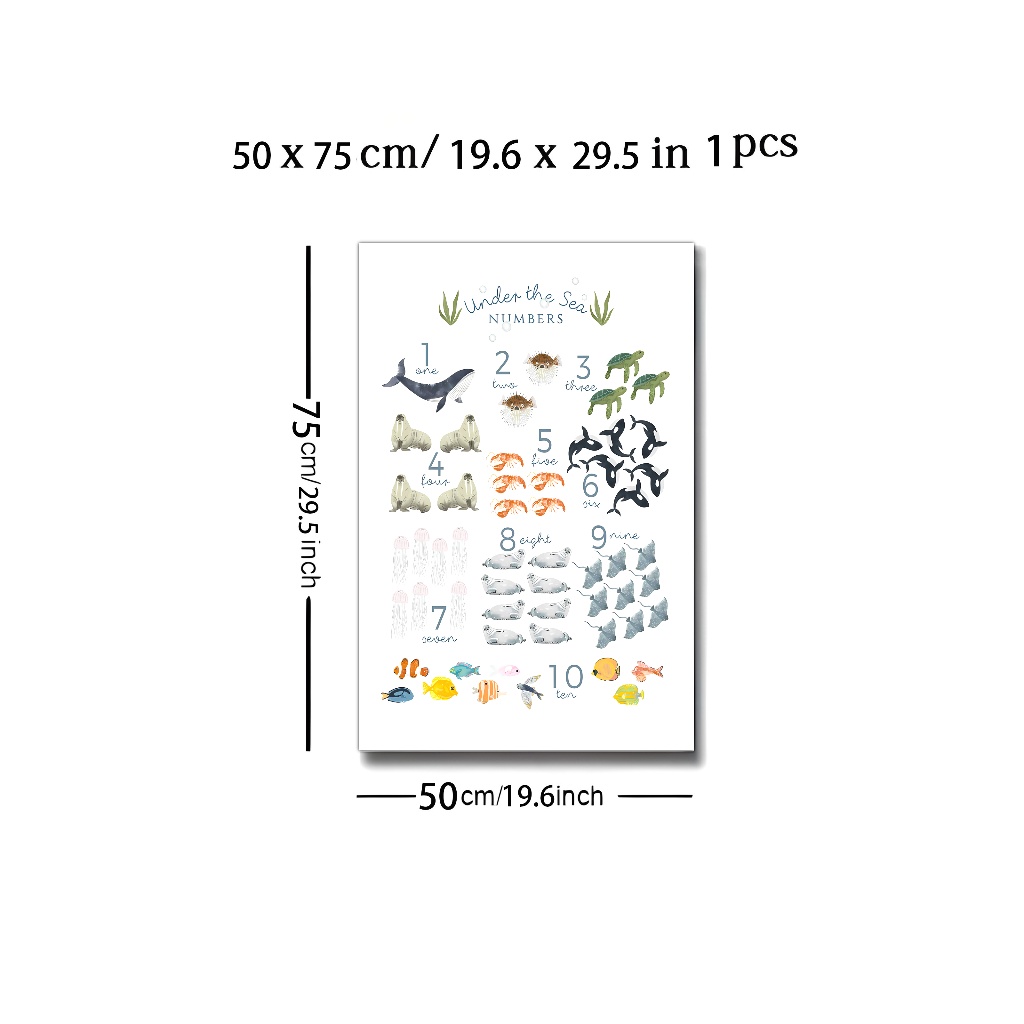 50 x 75 cm/ 19.6 x 29.5 in 1 pcs
75cm/29.5inch
Under the Sea
NUMBERS
1
one
2
two
3
three
4
four
5
five
6
six
7
seven
8 eight
9 nine
10
ten
50cm/19.6inch